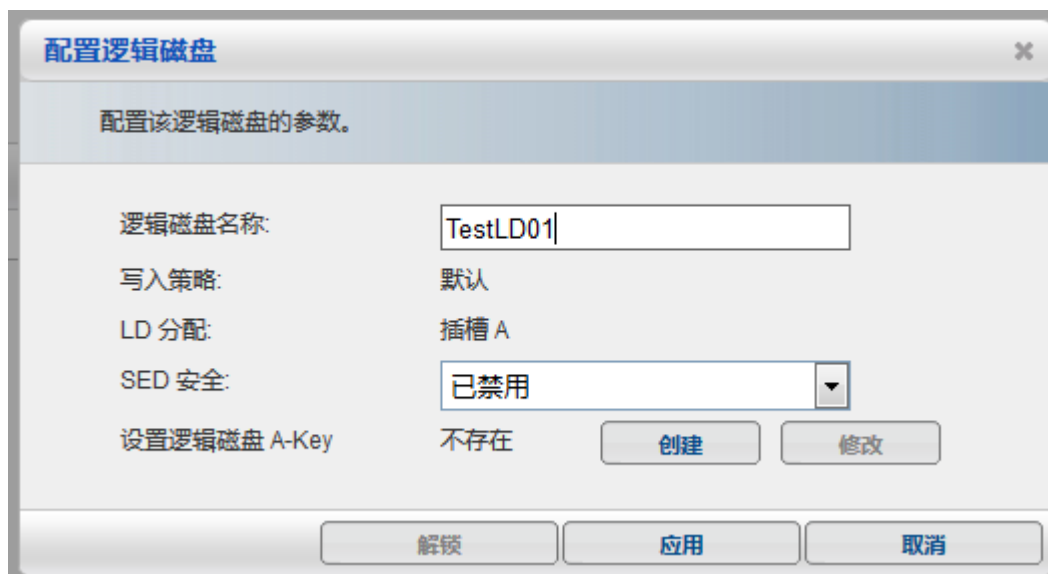 配置逻辑磁盘
配置该逻辑磁盘的参数。
逻辑磁盘名称: TestLD01
写入策略: 默认
LD 分配: 插槽 A
SED 安全: 已禁用
设置逻辑磁盘 A-Key 不存在 创建 修改
解锁 应用 取消